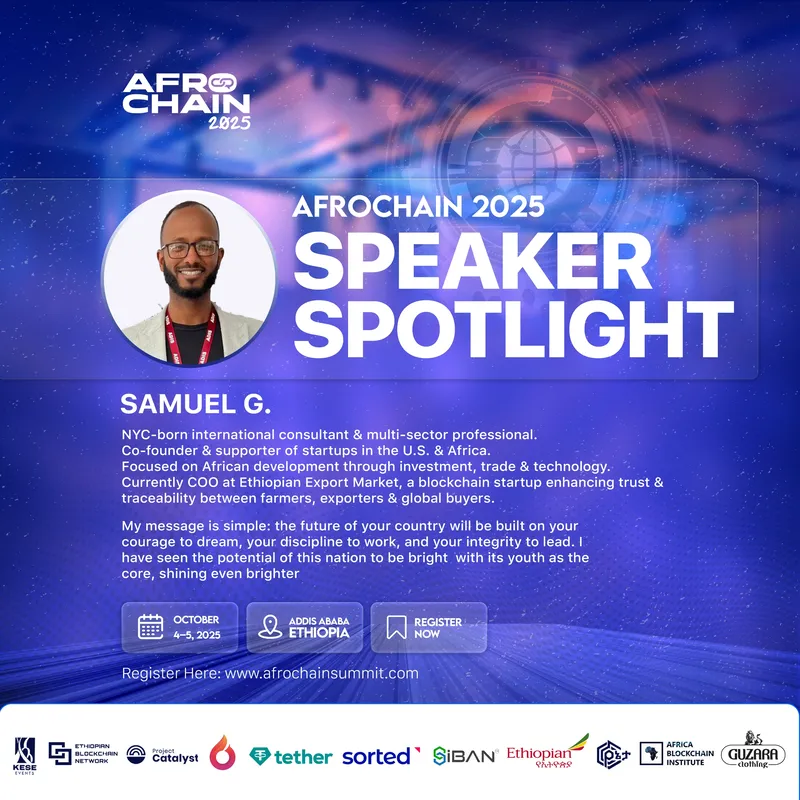 AFRO
CHAIN
2025
AFROCHAIN 2025
SPEAKER
SPOTLIGHT
SAMUEL G.
NYC-born international consultant & multi-sector professional.
Co-founder & supporter of startups in the U.S. & Africa.
Focused on African development through investment, trade & technology.
Currently COO at Ethiopian Export Market, a blockchain startup enhancing trust &
traceability between farmers, exporters & global buyers.
My message is simple: the future of your country will be built on your
courage to dream, your discipline to work, and your integrity to lead. I
have seen the potential of this nation to be bright  with its youth as the
core, shining even brighter
OCTOBER
4–5, 2025
ADDIS ABABA
ETHIOPIA
REGISTER
NOW
Register Here: www.afrochainsummit.com
KESE
EVENTS
ETHIOPIAN
BLOCKCHAIN
NETWORK
Project
Catalyst
tether
sorted
SiBAN
Ethiopian
የኢትዮጵያ
AFRICA
BLOCKCHAIN
INSTITUTE
GUZARA
clothing